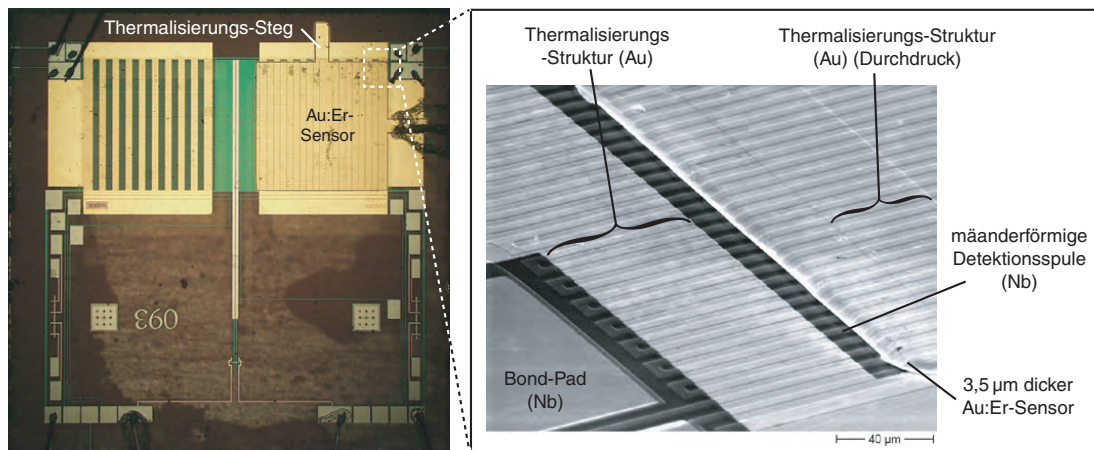 Thermalisierungs-Steg
Au:Er-
Sensor
093
Thermalisierungs
-Struktur (Au)
Thermalisierungs-Struktur
(Au) (Durchdruck)
mäanderförmige
Detektionsspule
(Nb)
Bond-Pad
(Nb)
3,5 µm dicker
Au:Er-Sensor
40 µm